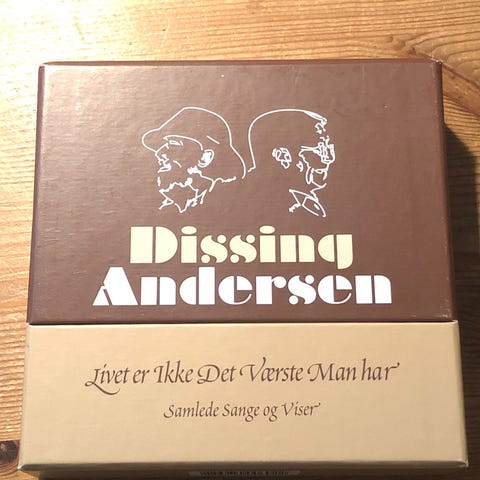 Dissing
Andersen
Livet er Ikke Det Værste Man har
Samlede Sange og Viser